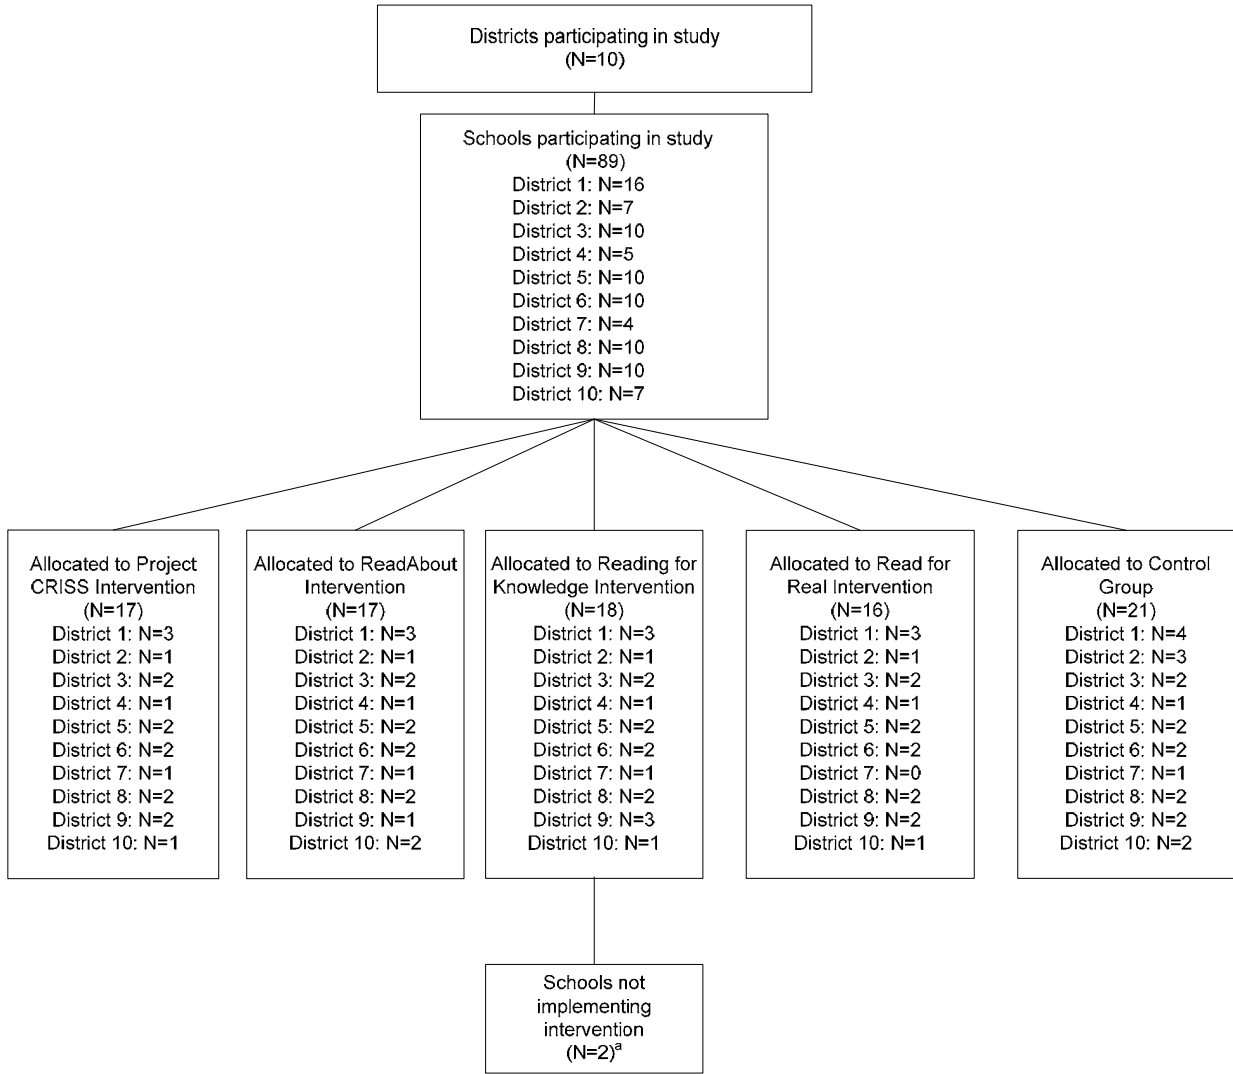 Districts participating in study
(N=10)
Schools participating in study
(N=89)
District 1: N=16
District 2: N=7
District 3: N=10
District 4: N=5
District 5: N=10
District 6: N=10
District 7: N=4
District 8: N=10
District 9: N=10
District 10: N=7
Allocated to Project
CRISS Intervention
(N=17)
District 1: N=3
District 2: N=1
District 3: N=2
District 4: N=1
District 5: N=2
District 6: N=2
District 7: N=1
District 8: N=2
District 9: N=2
District 10: N=1
Allocated to ReadAbout
Intervention
(N=17)
District 1: N=3
District 2: N=1
District 3: N=2
District 4: N=1
District 5: N=2
District 6: N=2
District 7: N=1
District 8: N=2
District 9: N=1
District 10: N=2
Allocated to Reading for
Knowledge Intervention
(N=18)
District 1: N=3
District 2: N=1
District 3: N=2
District 4: N=1
District 5: N=2
District 6: N=2
District 7: N=1
District 8: N=2
District 9: N=3
District 10: N=1
Allocated to Read for
Real Intervention
(N=16)
District 1: N=3
District 2: N=1
District 3: N=2
District 4: N=1
District 5: N=2
District 6: N=2
District 7: N=0
District 8: N=2
District 9: N=2
District 10: N=1
Allocated to Control
Group
(N=21)
District 1: N=4
District 2: N=3
District 3: N=2
District 4: N=1
District 5: N=2
District 6: N=2
District 7: N=1
District 8: N=2
District 9: N=2
District 10: N=2
Schools not
implementing
intervention
(N=2)ª